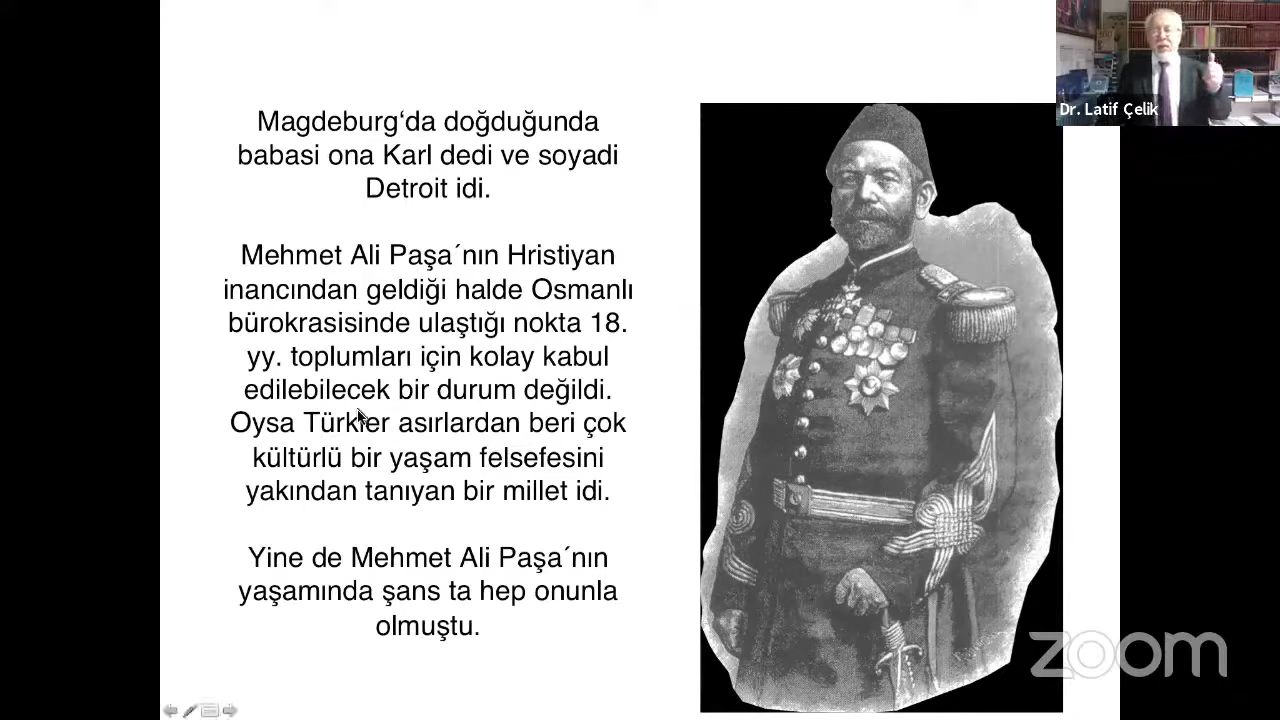 Magdeburg‘da doğduğunda
babasi ona Karl dedi ve soyadi
Detroit idi.
Mehmet Ali Paşa´nın Hristiyan
inancından geldiği halde Osmanlı
bürokrasisinde ulaştığı nokta 18.
yy. toplumları için kolay kabul
edilebilecek bir durum değildi.
Oysa Türkler asırlardan beri çok
kültürlü bir yaşam felsefesini
yakından tanıyan bir millet idi.
Yine de Mehmet Ali Paşa´nın
yaşamında şans ta hep onunla
olmuştu.
Dr. Latif Çelik
zoom